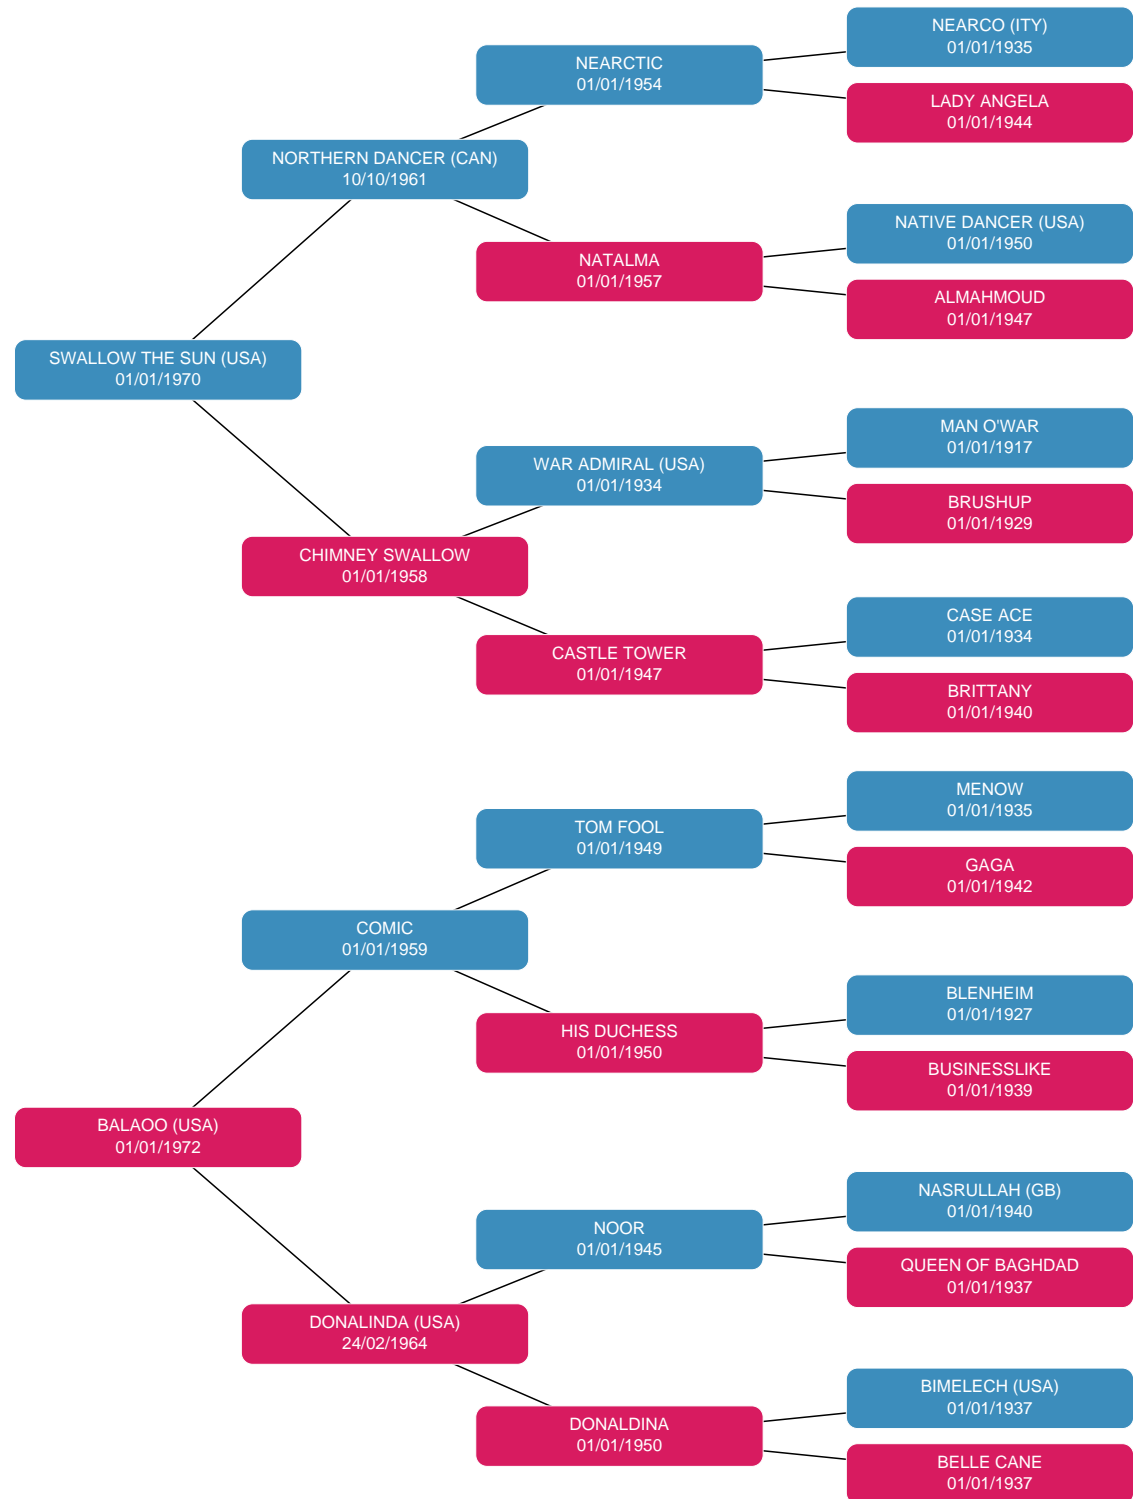 NEARCO (ITY)
01/01/1935
NEARCTIC
01/01/1954
LADY ANGELA
01/01/1944
NORTHERN DANCER (CAN)
10/10/1961
NATIVE DANCER (USA)
01/01/1950
NATALMA
01/01/1957
ALMAHMOUD
01/01/1947
SWALLOW THE SUN (USA)
01/01/1970
MAN O'WAR
01/01/1917
WAR ADMIRAL (USA)
01/01/1934
BRUSHUP
01/01/1929
CHIMNEY SWALLOW
01/01/1958
CASE ACE
01/01/1934
CASTLE TOWER
01/01/1947
BRITTANY
01/01/1940
MENOW
01/01/1935
TOM FOOL
01/01/1949
GAGA
01/01/1942
COMIC
01/01/1959
BLENHEIM
01/01/1927
HIS DUCHESS
01/01/1950
BUSINESSLIKE
01/01/1939
BALAOO (USA)
01/01/1972
NASRULLAH (GB)
01/01/1940
NOOR
01/01/1945
QUEEN OF BAGHDAD
01/01/1937
DONALINDA (USA)
24/02/1964
BIMELECH (USA)
01/01/1937
DONALDINA
01/01/1950
BELLE CANE
01/01/1937